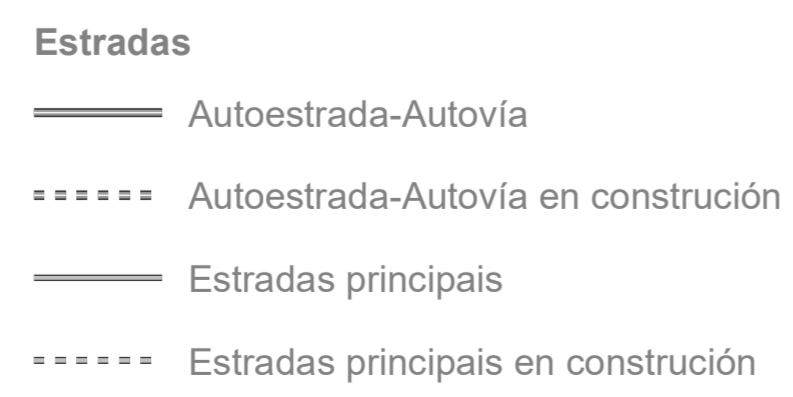 Estradas
Autoestrada-Autovía
Autoestrada-Autovía en construción
Estradas principais
Estradas principais en construción